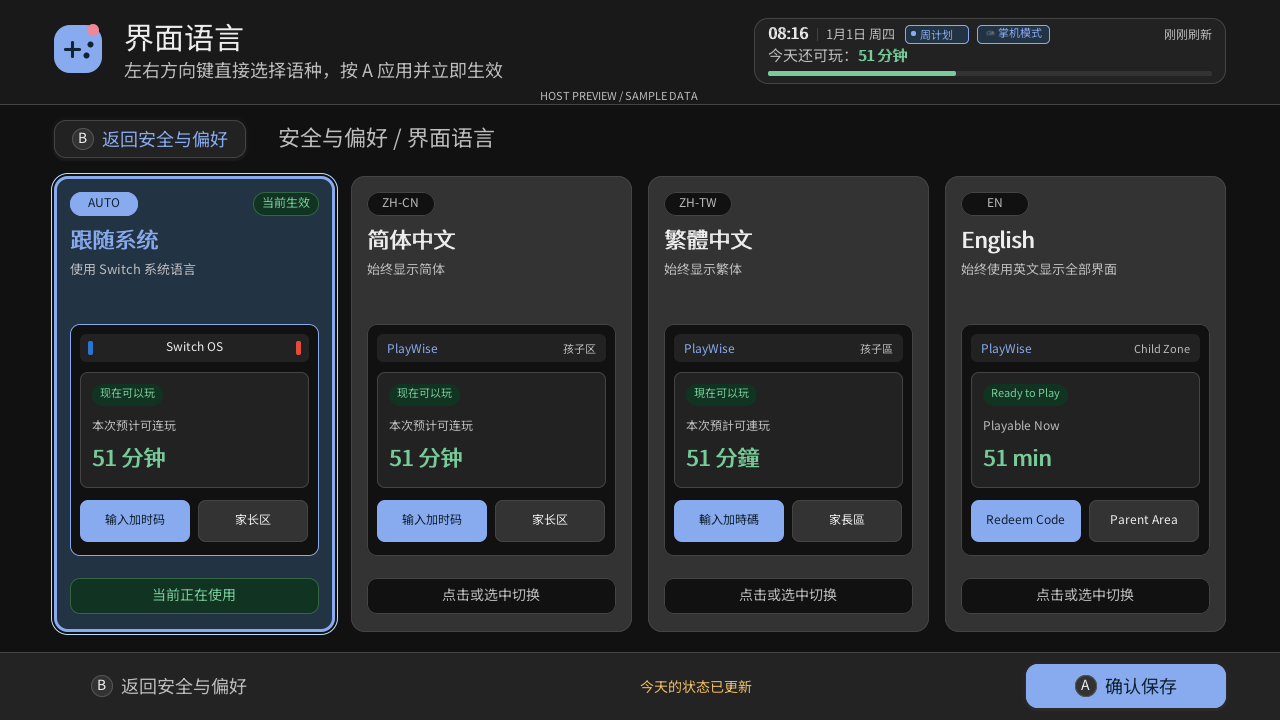 界面语言
左右方向键直接选择语种，按 A 应用并立即生效
08:16 1月1日 周四 周计划 掌机模式 刚刚刷新
今天还可玩：51 分钟
HOST PREVIEW / SAMPLE DATA
B 返回安全与偏好 安全与偏好 / 界面语言
AUTO 当前生效
跟随系统
使用 Switch 系统语言
Switch OS
现在可以玩
本次预计可连玩
51 分钟
输入加时码 家长区
当前正在使用
ZH-CN
简体中文
始终显示简体
PlayWise 孩子区
现在可以玩
本次预计可连玩
51 分钟
输入加时码 家长区
点击或选中切换
ZH-TW
繁體中文
始终显示繁体
PlayWise 孩子區
現在可以玩
本次預計可連玩
51 分鐘
輸入加時碼 家長區
点击或选中切换
EN
English
始终使用英文显示全部界面
PlayWise Child Zone
Ready to Play
Playable Now
51 min
Redeem Code Parent Area
点击或选中切换
B 返回安全与偏好 今天的状态已更新 A 确认保存